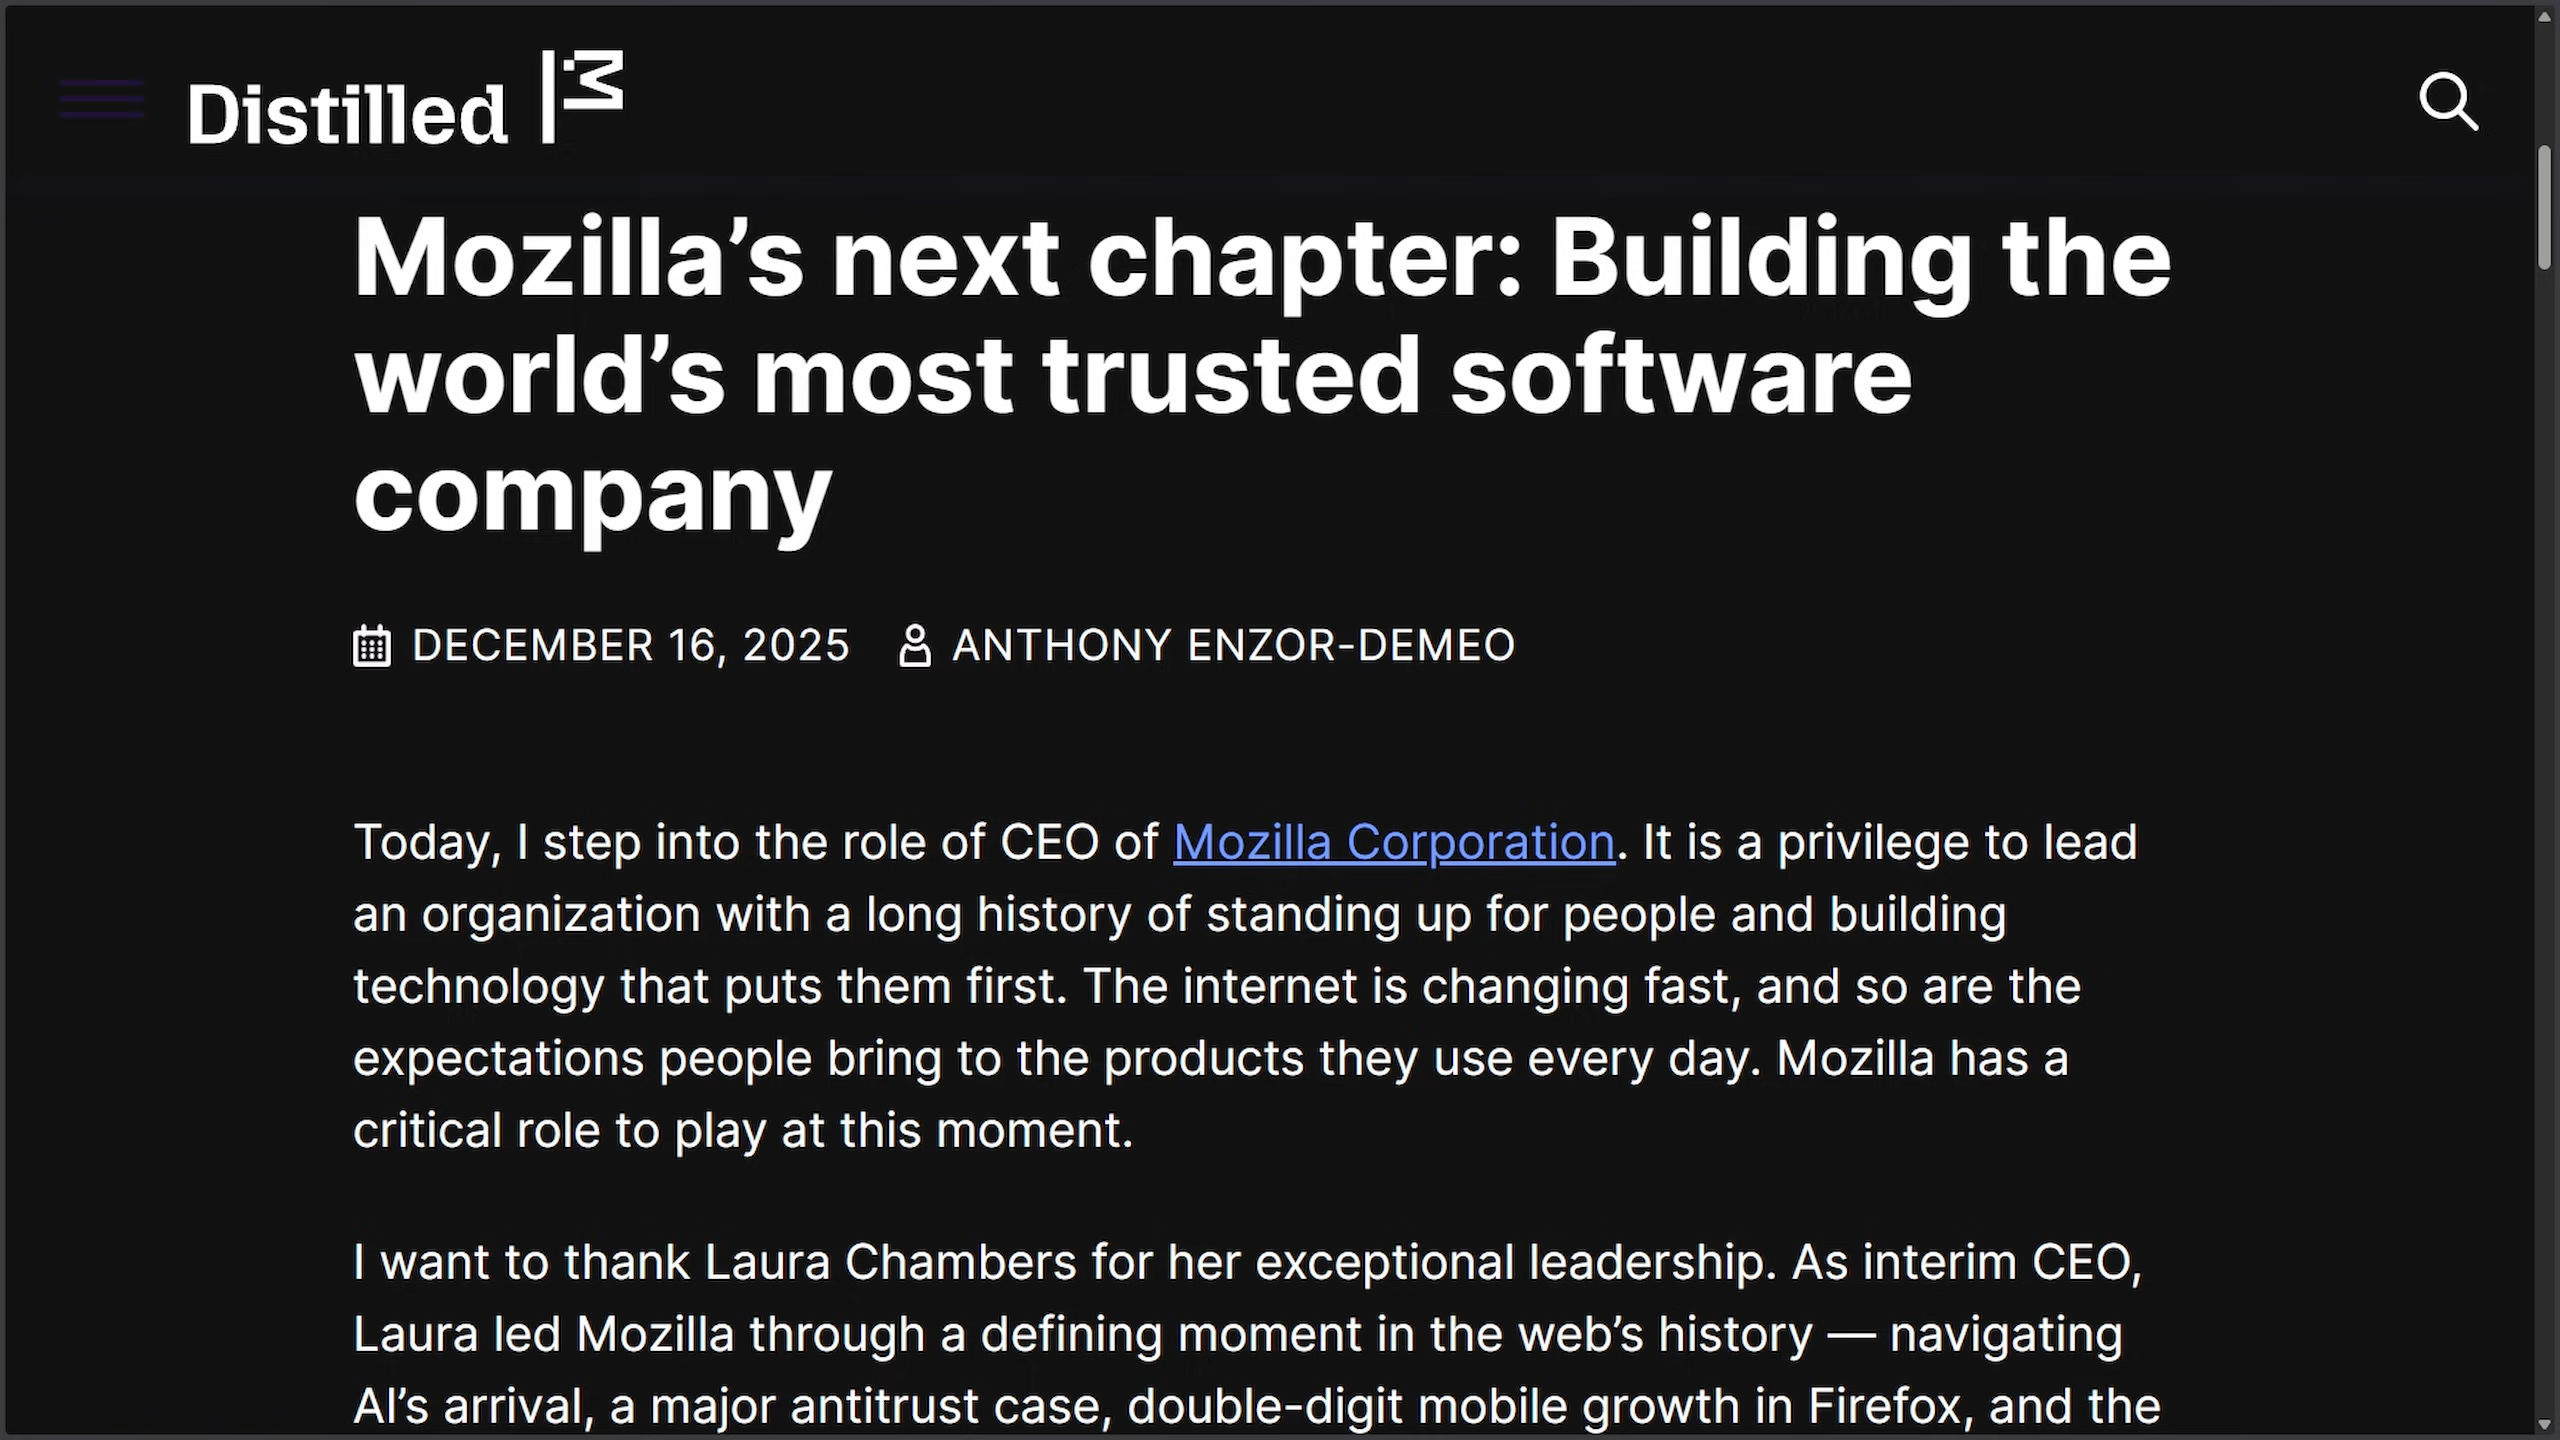 Distilled
Mozilla’s next chapter: Building the
world’s most trusted software
company
DECEMBER 16, 2025 ANTHONY ENZOR-DEMEO
Today, I step into the role of CEO of Mozilla Corporation. It is a privilege to lead
an organization with a long history of standing up for people and building
technology that puts them first. The internet is changing fast, and so are the
expectations people bring to the products they use every day. Mozilla has a
critical role to play at this moment.
I want to thank Laura Chambers for her exceptional leadership. As interim CEO,
Laura led Mozilla through a defining moment in the web’s history — navigating
AI’s arrival, a major antitrust case, double-digit mobile growth in Firefox, and the